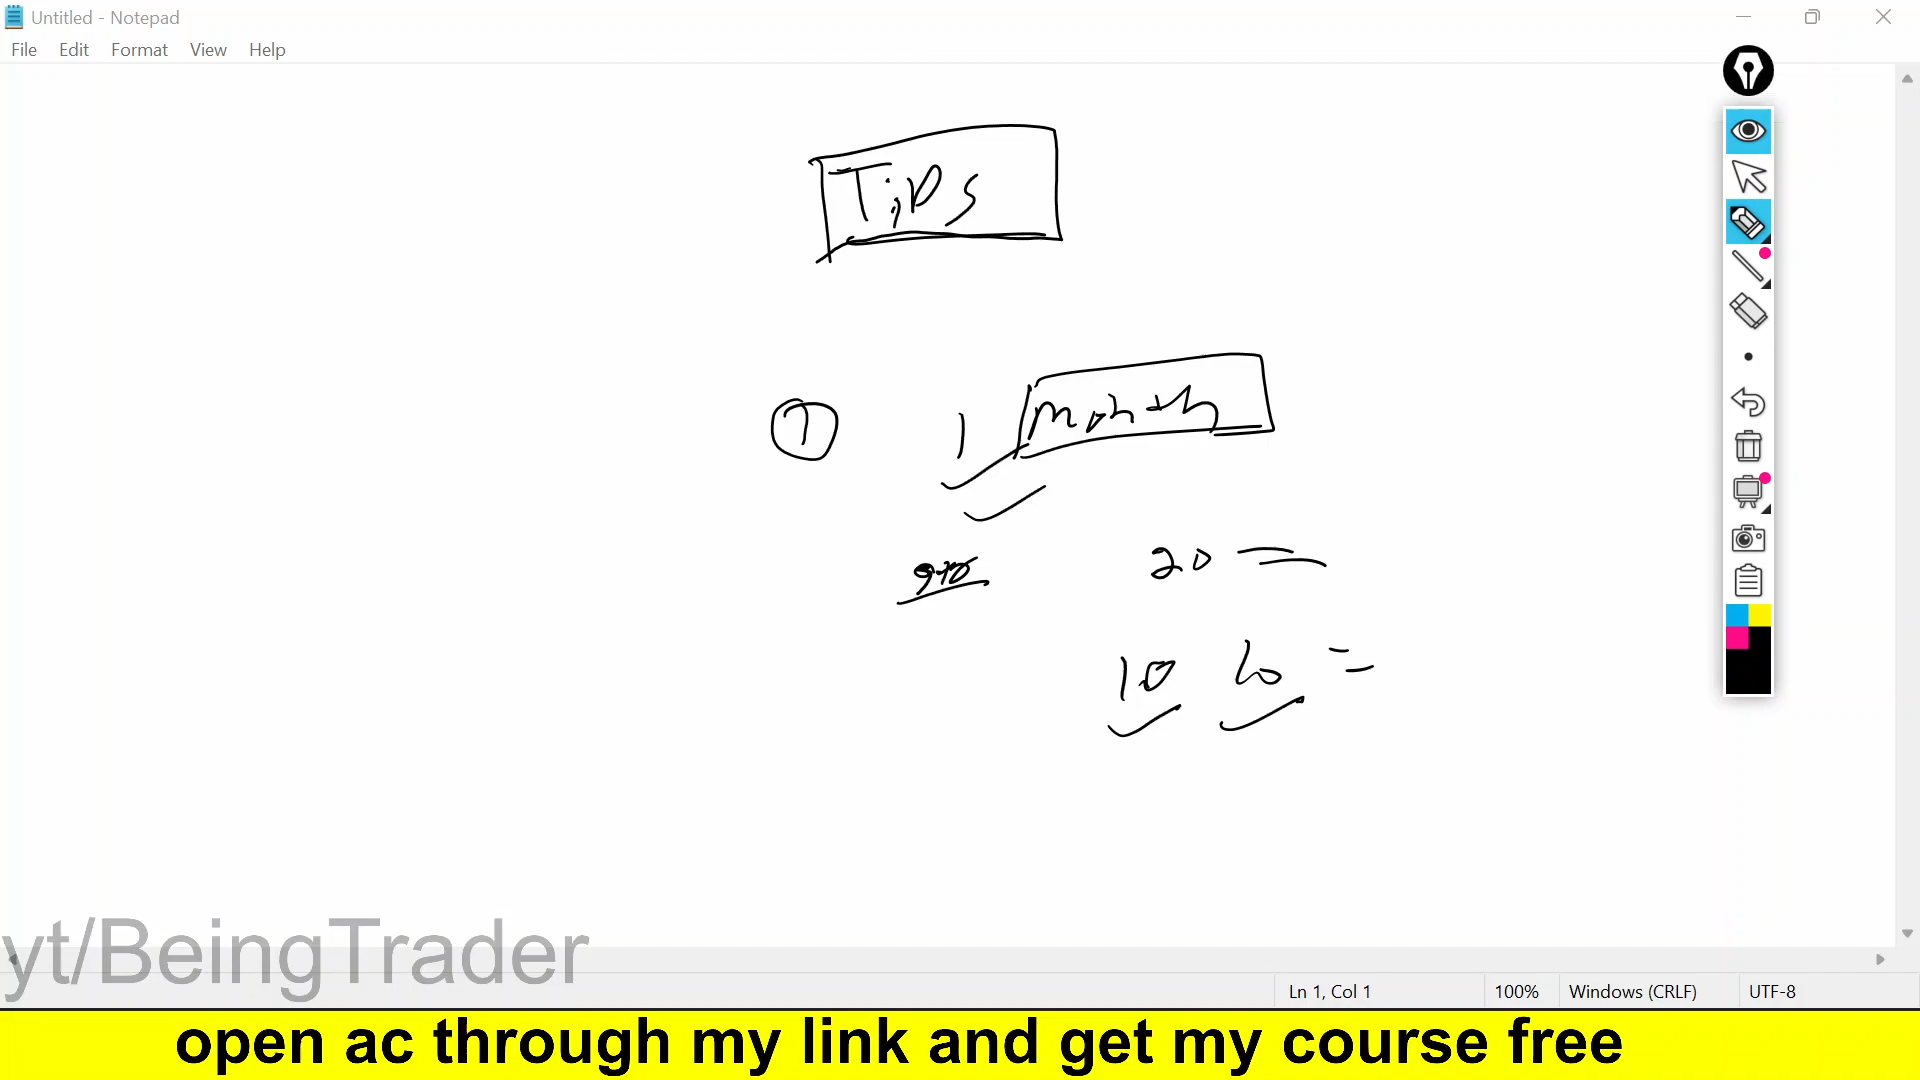 Untitled - Notepad
File Edit Format View Help
Tips
1 1 month
20
10
yt/BeingTrader
Ln 1, Col 1 100% Windows (CRLF) UTF-8
open ac through my link and get my course free